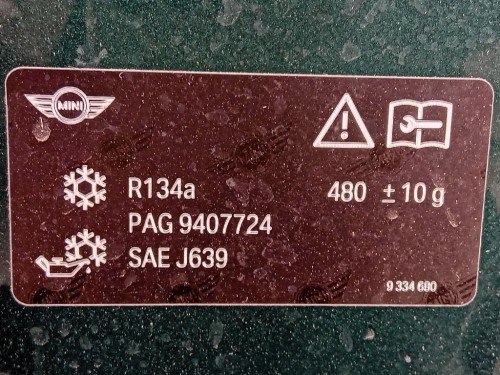 MINI
R134a 480 ± 10 g
PAG 9407724
SAE J639
9 334 680